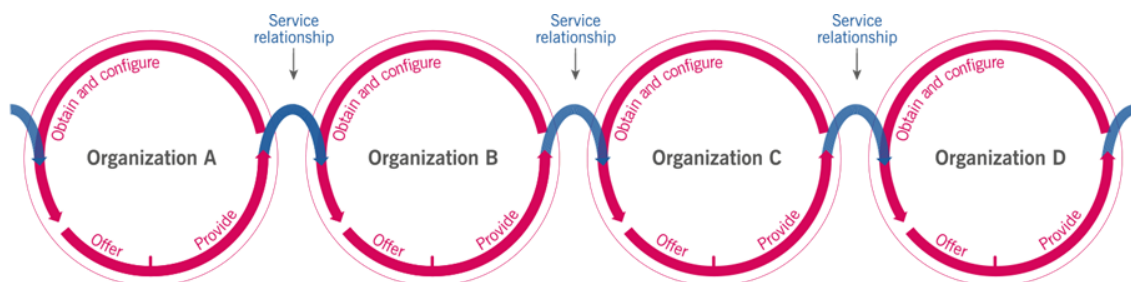 Service
relationship
Service
relationship
Service
relationship
Obtain and configure
Organization A
Offer
Provide
Obtain and configure
Organization B
Offer
Provide
Obtain and configure
Organization C
Offer
Provide
Obtain and configure
Organization D
Offer
Provide